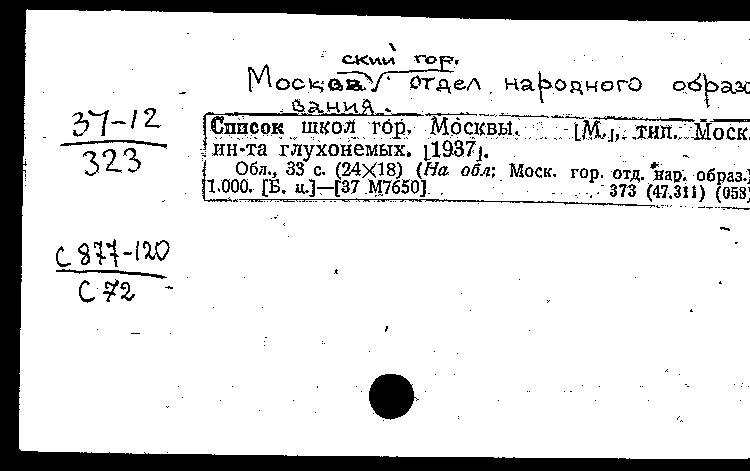 ский гор.
Москва отдел народного образо
вания.
37-12
323
Список школ гор. Москвы. [М.], тип. Моск.
ин-та глухонемых. [1937].
Обл., 33 с. (24×18) (На обл: Моск. гор. отд. нар. образ.)
1.000. [Б. ц.]—[37 М7650] 373 (47.311) (058)
С 877-120
С 72